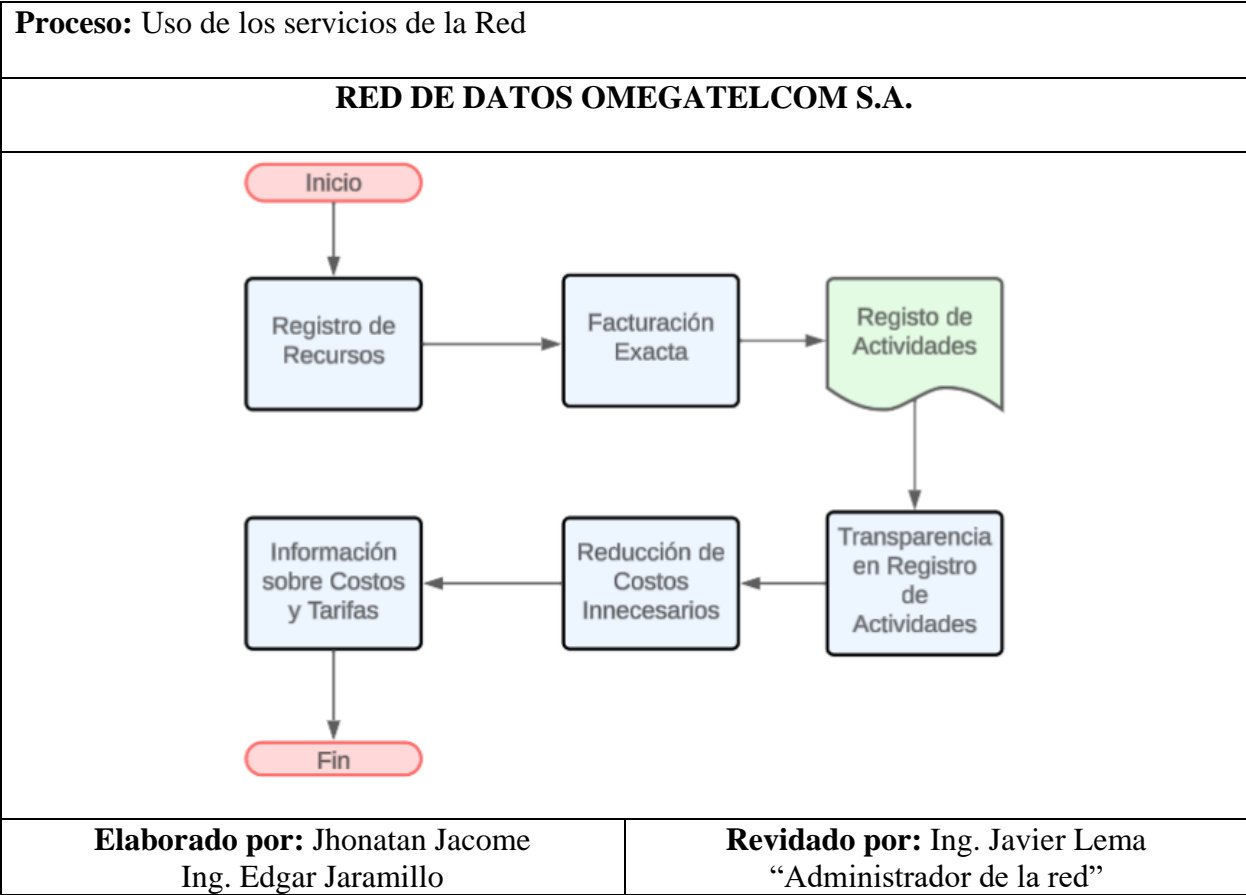 Proceso: Uso de los servicios de la Red
RED DE DATOS OMEGATELCOM S.A.
Inicio
Registro de
Recursos
Facturación
Exacta
Registo de
Actividades
Transparencia
en Registro
de
Actividades
Reducción de
Costos
Innecesarios
Información
sobre Costos
y Tarifas
Fin
Elaborado por: Jhonatan Jacome
Ing. Edgar Jaramillo
Revidado por: Ing. Javier Lema
“Administrador de la red”